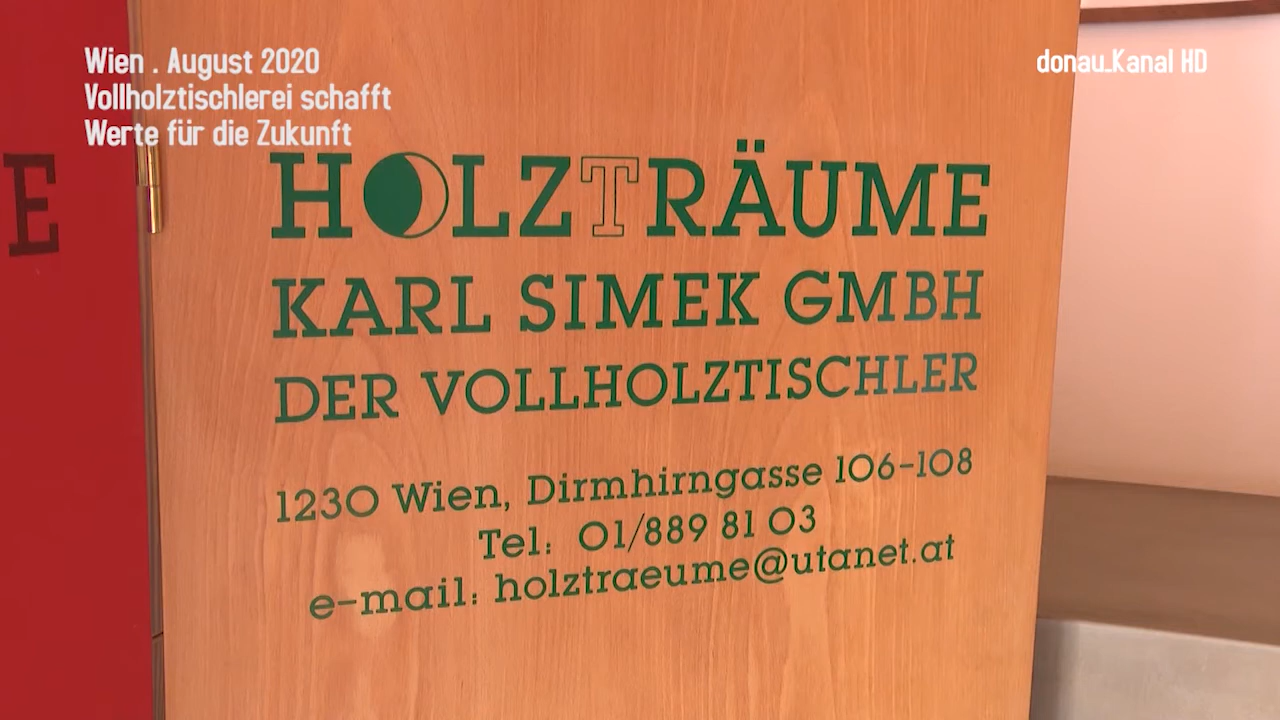 Wien . August 2020
Vollholztischlerei schafft
Werte für die Zukunft
donau_Kanal HD
E
HOLZTRÄUME
KARL SIMEK GMBH
DER VOLLHOLZTISCHLER
1230 Wien, Dirmhirngasse 106-108
Tel: 01/889 81 03
e-mail: holztraeume@utanet.at